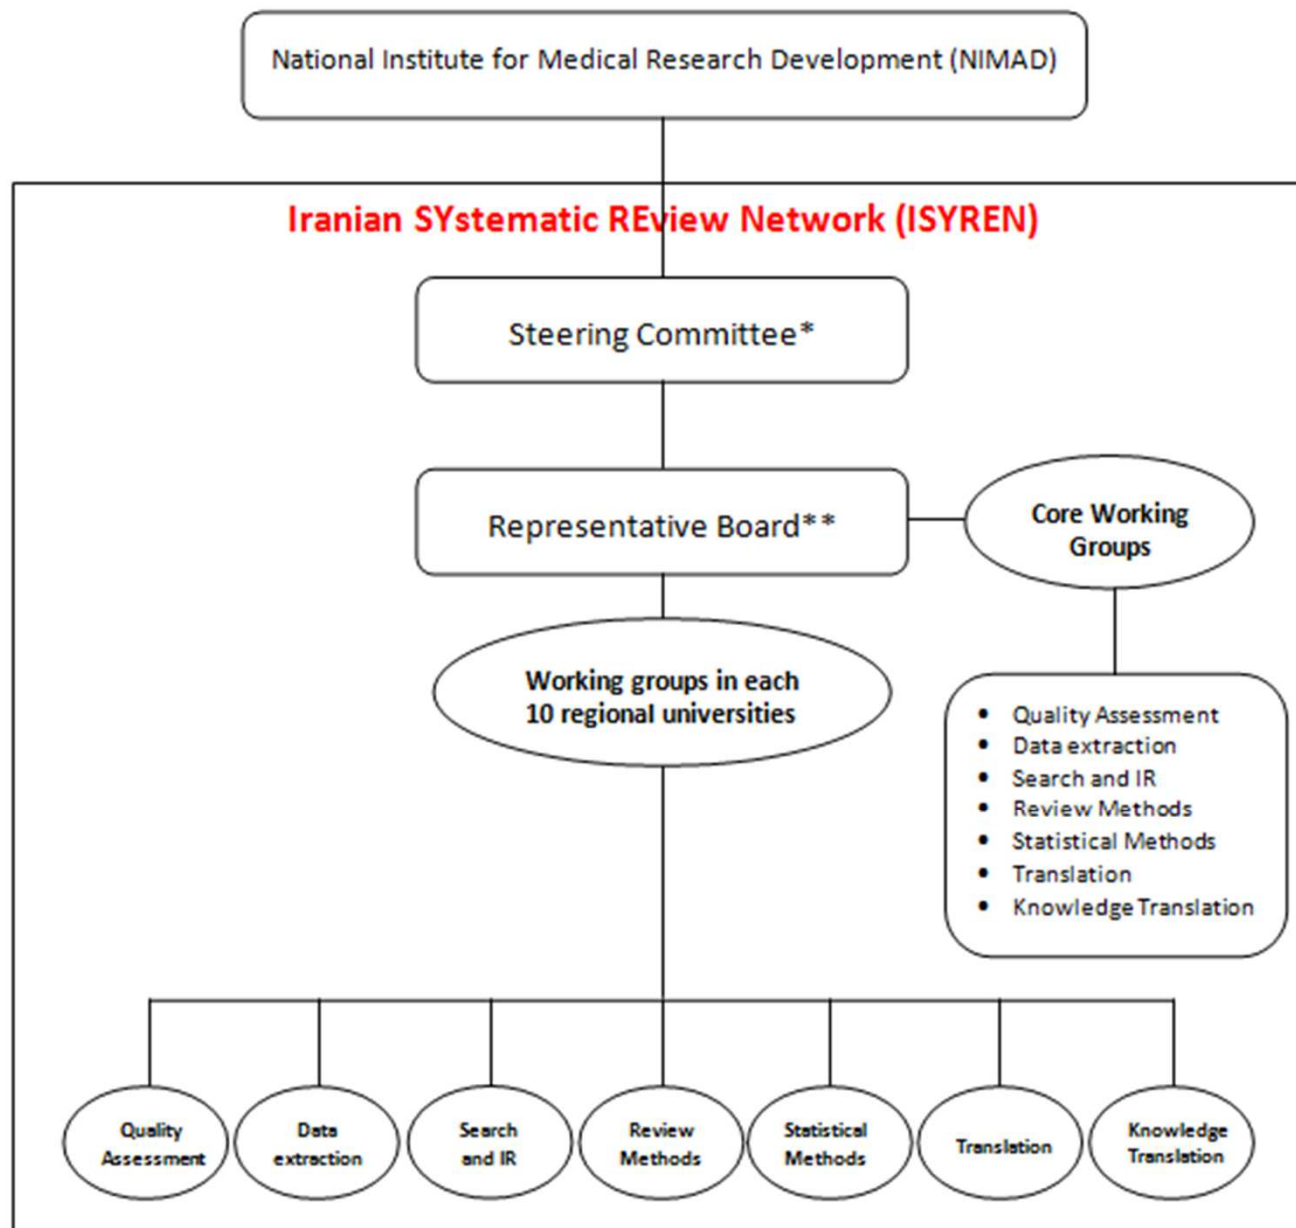 National Institute for Medical Research Development (NIMAD)
Iranian SYstematic REview Network (ISYREN)
Steering Committee*
Representative Board**
Core Working
Groups
Working groups in each
10 regional universities
• Quality Assessment
• Data extraction
• Search and IR
• Review Methods
• Statistical Methods
• Translation
• Knowledge Translation
Quality
Assessment
Data
extraction
Search
and IR
Review
Methods
Statistical
Methods
Translation
Knowledge
Translation